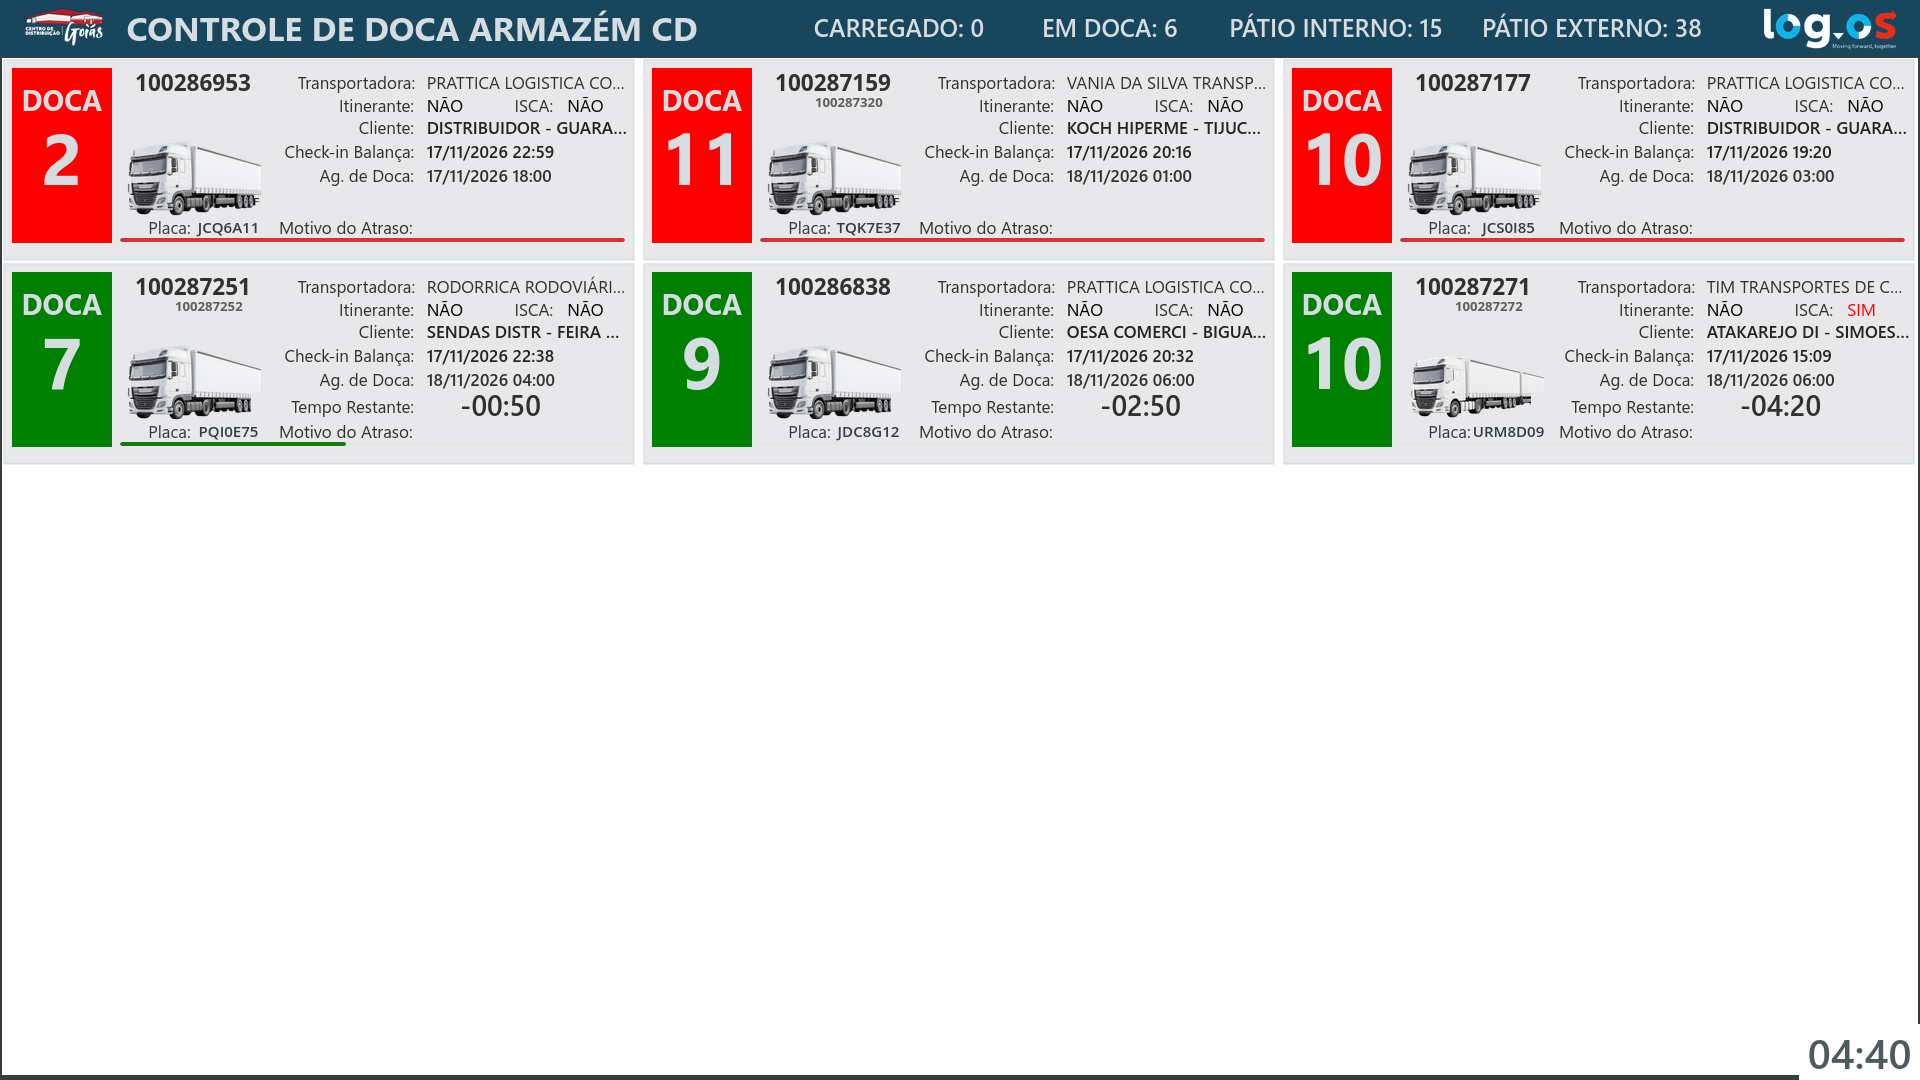 CENTRO DE DISTRIBUIÇÃO Goiás
CONTROLE DE DOCA ARMAZÉM CD
CARREGADO: 0
EM DOCA: 6
PÁTIO INTERNO: 15
PÁTIO EXTERNO: 38
log.os
Moving forward, together
DOCA
2
100286953
Transportadora: PRATTICA LOGISTICA CO...
Itinerante: NÃO ISCA: NÃO
Cliente: DISTRIBUIDOR - GUARA...
Check-in Balança: 17/11/2026 22:59
Ag. de Doca: 17/11/2026 18:00
Placa: JCQ6A11 Motivo do Atraso:
DOCA
11
100287159
100287320
Transportadora: VANIA DA SILVA TRANSP...
Itinerante: NÃO ISCA: NÃO
Cliente: KOCH HIPERME - TIJUC...
Check-in Balança: 17/11/2026 20:16
Ag. de Doca: 18/11/2026 01:00
Placa: TQK7E37 Motivo do Atraso:
DOCA
10
100287177
Transportadora: PRATTICA LOGISTICA CO...
Itinerante: NÃO ISCA: NÃO
Cliente: DISTRIBUIDOR - GUARA...
Check-in Balança: 17/11/2026 19:20
Ag. de Doca: 18/11/2026 03:00
Placa: JCS0I85 Motivo do Atraso:
DOCA
7
100287251
100287252
Transportadora: RODORRICA RODOVIÁRI...
Itinerante: NÃO ISCA: NÃO
Cliente: SENDAS DISTR - FEIRA ...
Check-in Balança: 17/11/2026 22:38
Ag. de Doca: 18/11/2026 04:00
Tempo Restante: -00:50
Placa: PQI0E75 Motivo do Atraso:
DOCA
9
100286838
Transportadora: PRATTICA LOGISTICA CO...
Itinerante: NÃO ISCA: NÃO
Cliente: OESA COMERCI - BIGUA...
Check-in Balança: 17/11/2026 20:32
Ag. de Doca: 18/11/2026 06:00
Tempo Restante: -02:50
Placa: JDC8G12 Motivo do Atraso:
DOCA
10
100287271
100287272
Transportadora: TIM TRANSPORTES DE C...
Itinerante: NÃO ISCA: SIM
Cliente: ATAKAREJO DI - SIMOES...
Check-in Balança: 17/11/2026 15:09
Ag. de Doca: 18/11/2026 06:00
Tempo Restante: -04:20
Placa: URM8D09 Motivo do Atraso:
04:40